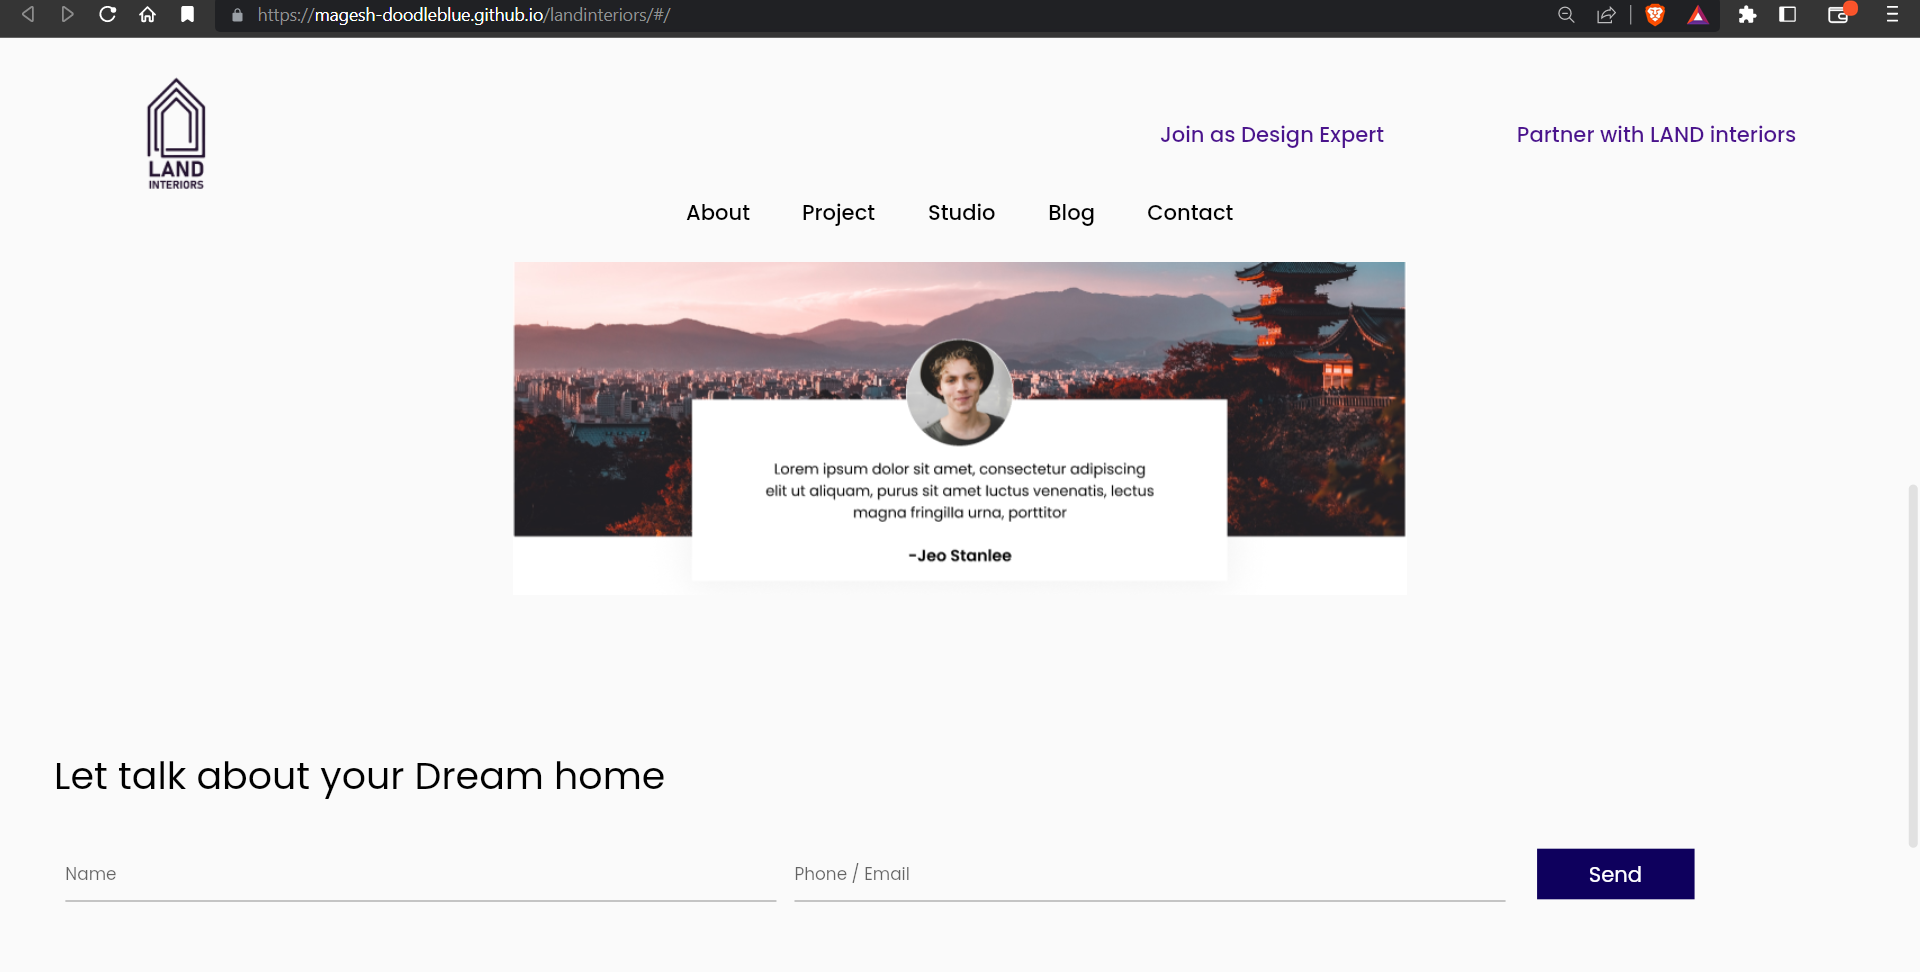 https://magesh-doodleblue.github.io/landinteriors/#/
LAND
INTERIORS
Join as Design Expert
Partner with LAND interiors
About
Project
Studio
Blog
Contact
Lorem ipsum dolor sit amet, consectetur adipiscing
elit ut aliquam, purus sit amet luctus venenatis, lectus
magna fringilla urna, porttitor
-Jeo Stanlee
Let talk about your Dream home
Name
Phone / Email
Send